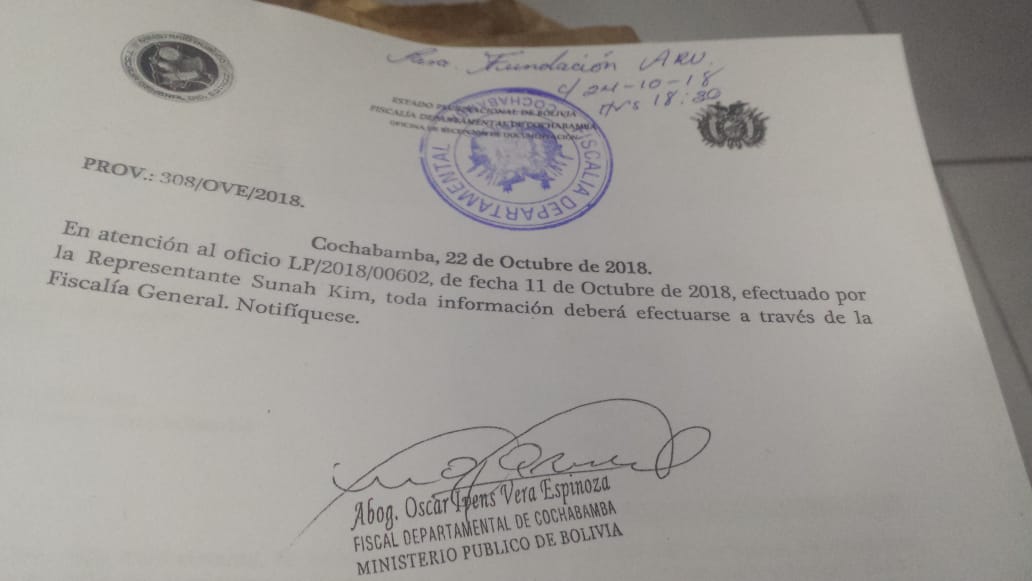 Para. Fundación ARU.
c/ 24-10-18
Hrs 18:30
ESTADO PLURINACIONAL DE BOLIVIA
FISCALÍA DEPARTAMENTAL DE COCHABAMBA
OFICINA DE RECEPCIÓN DE DOCUMENTACIÓN
FISCALIA DEPARTAMENTAL
COCHABAMBA
PROV.: 308/OVE/2018.
Cochabamba, 22 de Octubre de 2018.
En atención al oficio LP/2018/00602, de fecha 11 de Octubre de 2018, efectuado por
la Representante Sunah Kim, toda información deberá efectuarse a través de la
Fiscalía General. Notifíquese.
Abog. Oscar Vera Espinoza
FISCAL DEPARTAMENTAL DE COCHABAMBA
MINISTERIO PUBLICO DE BOLIVIA